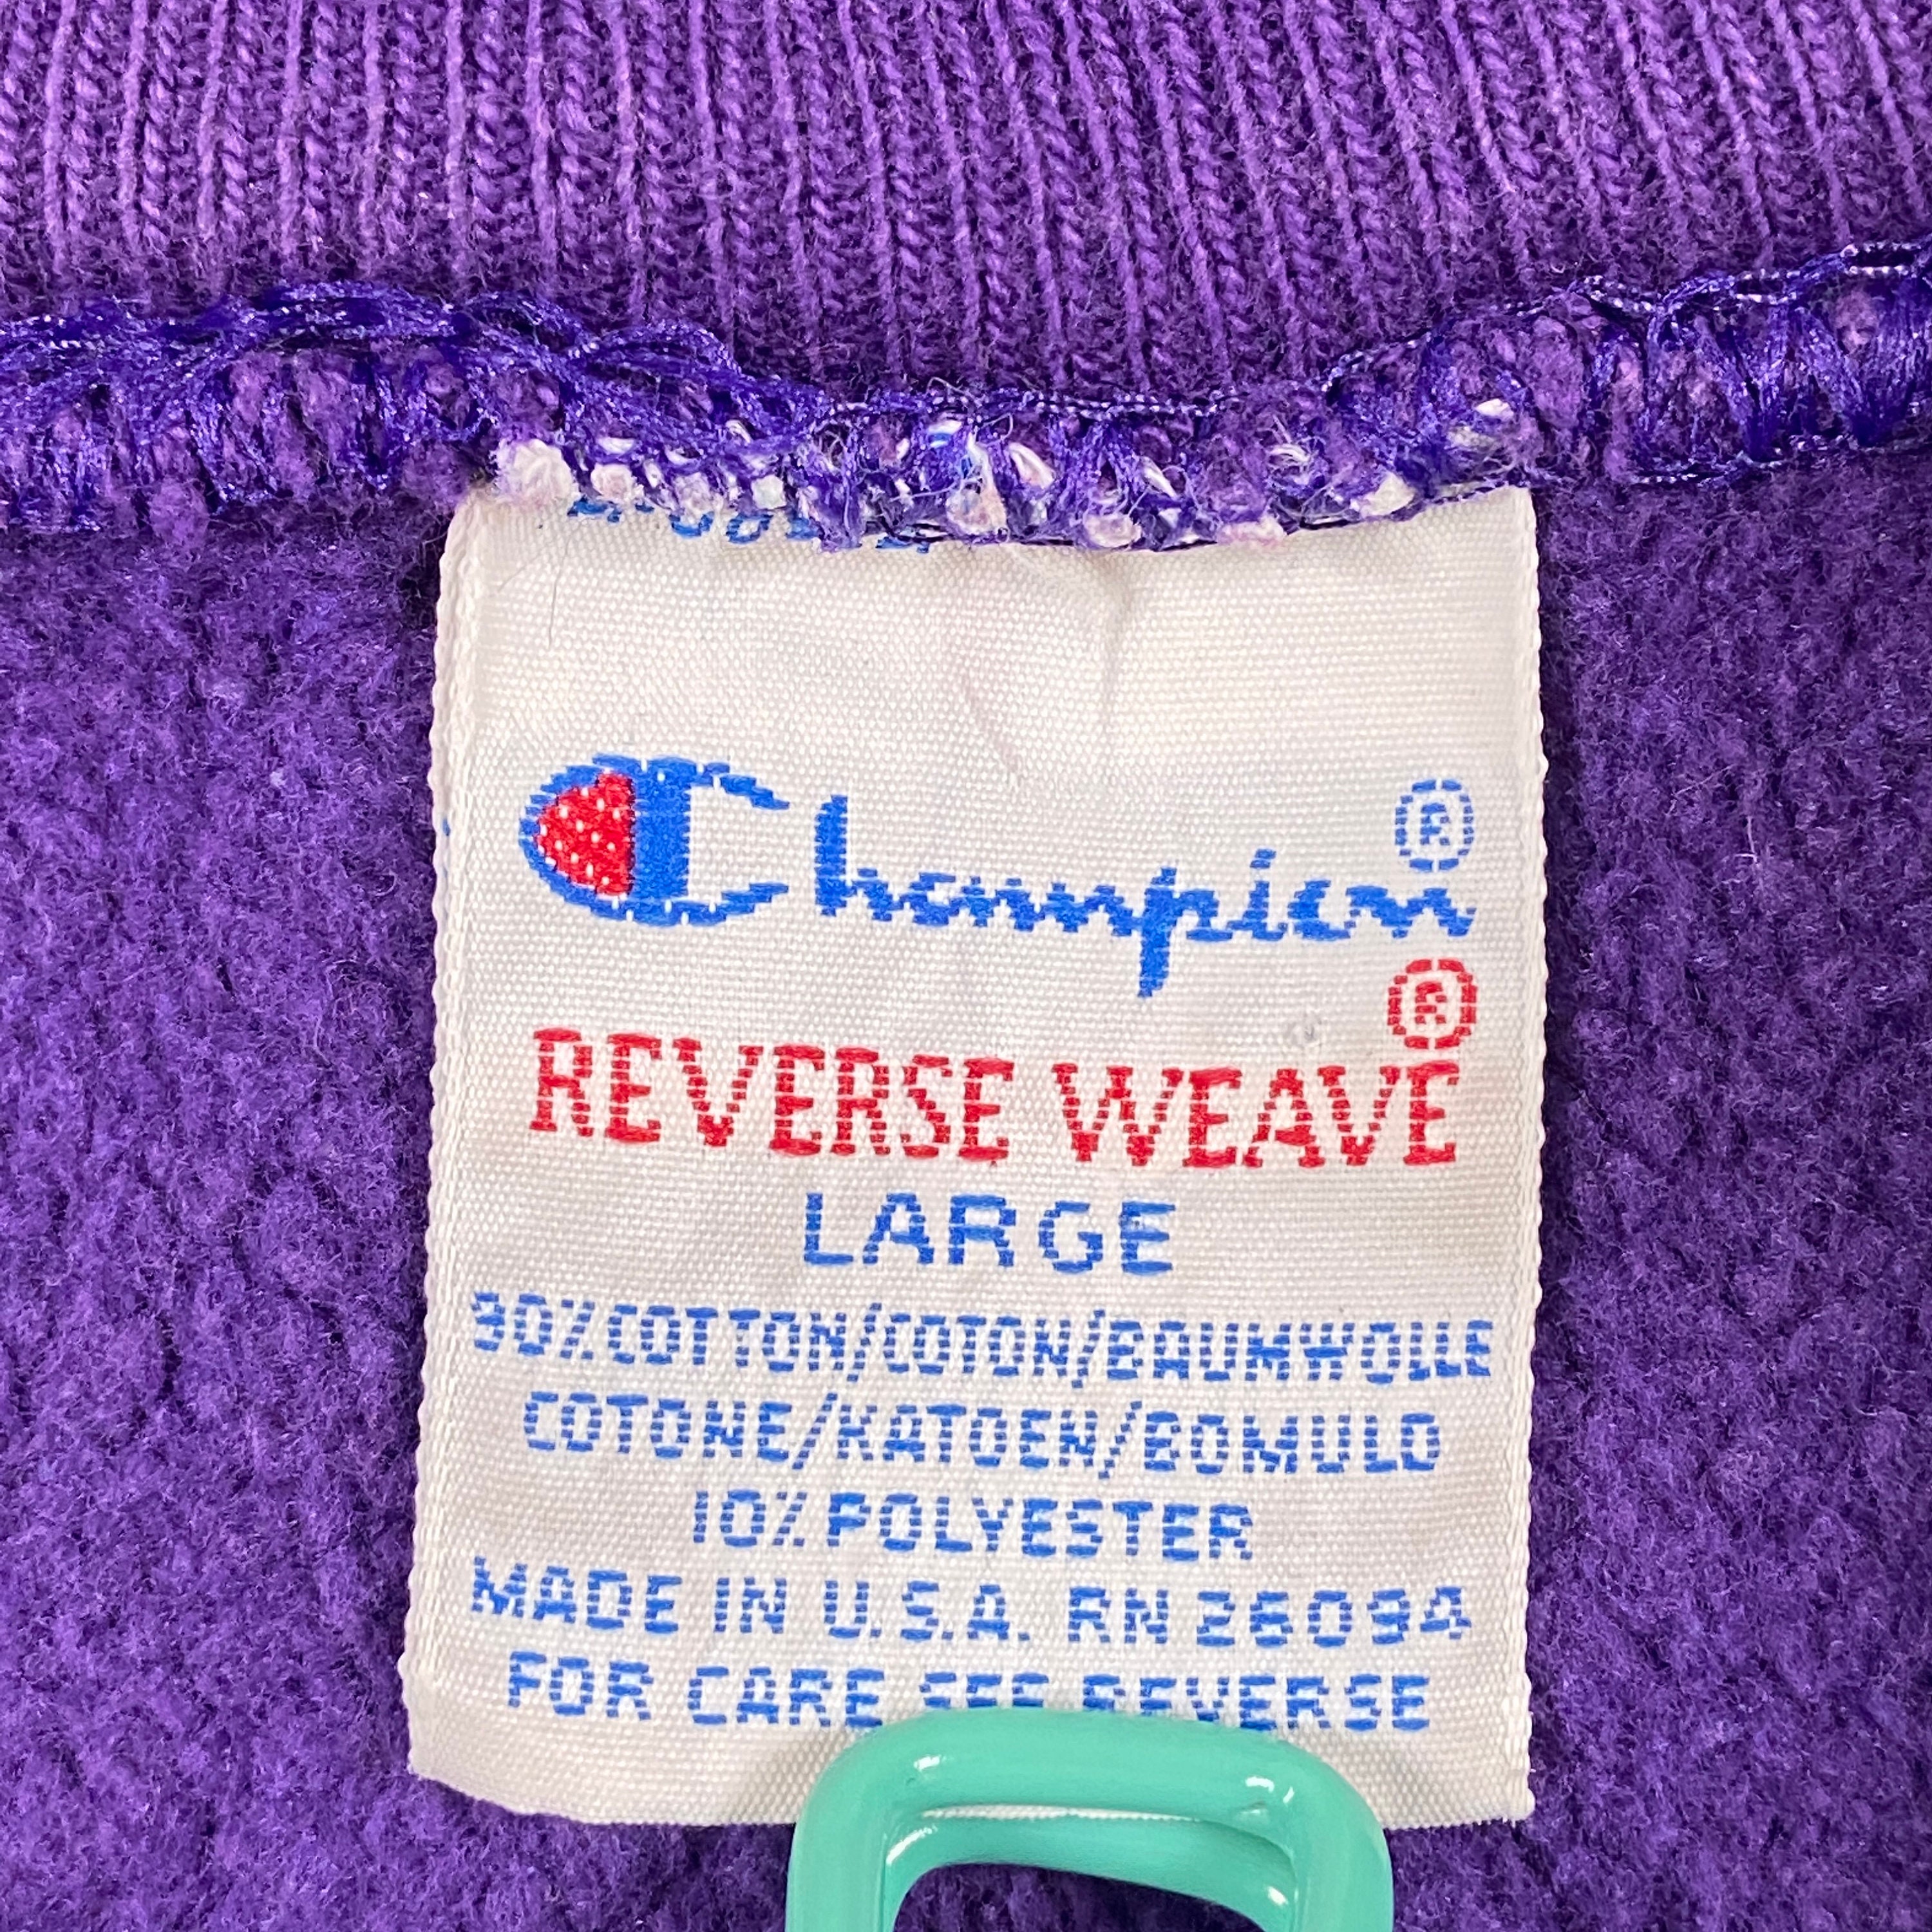 Champion ®
®
REVERSE WEAVE
LARGE
90% COTTON/COTON/BAUMWOLLE
COTONE/KATOEN/BOMULD
10% POLYESTER
MADE IN U.S.A. RN 26094
FOR CARE SEE REVERSE